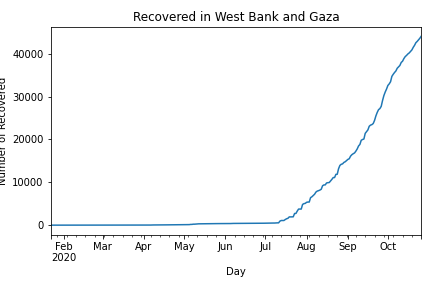 Recovered in West Bank and Gaza
Number of Recovered
40000
30000
20000
10000
0
Feb Mar Apr May Jun Jul Aug Sep Oct
2020
Day